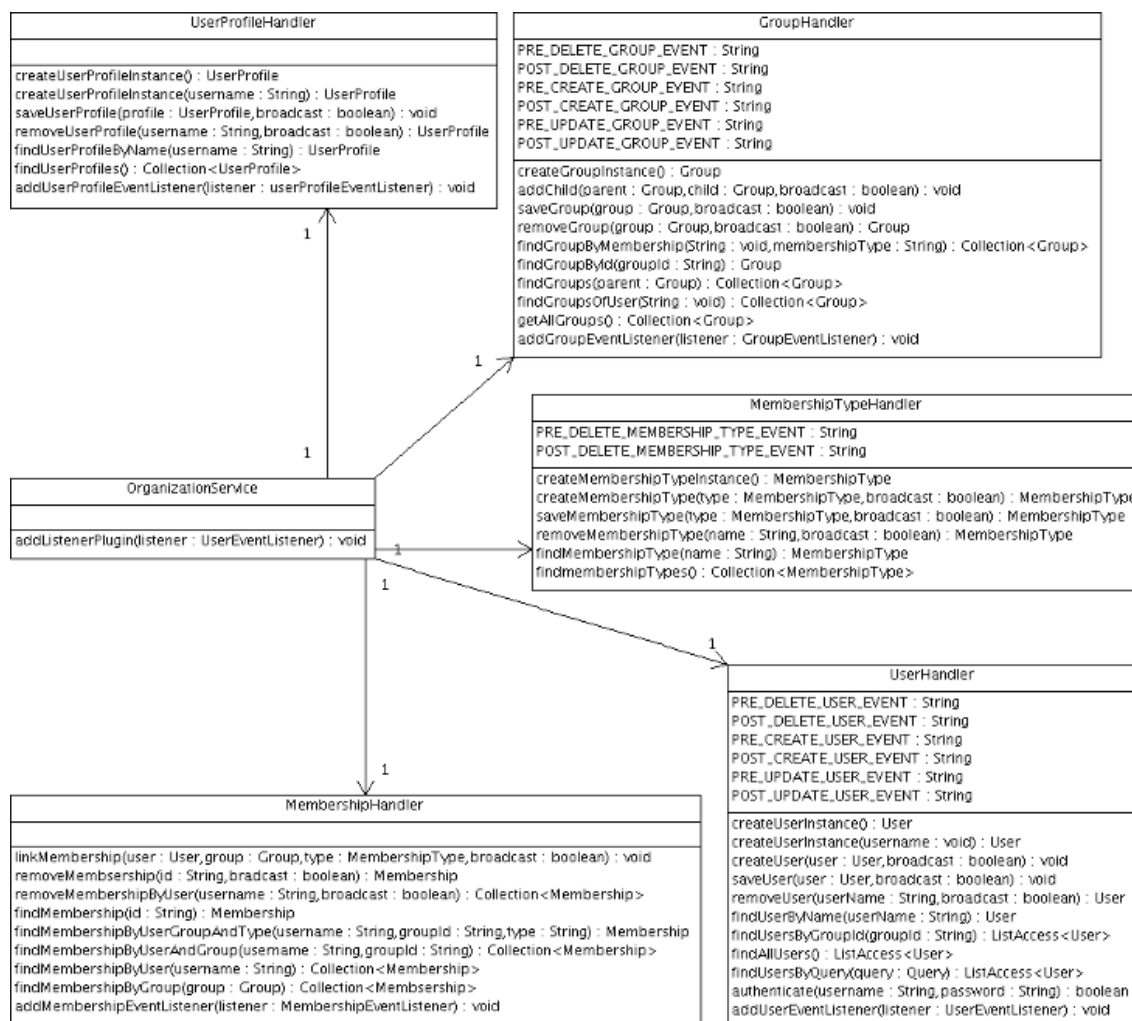 UserProfileHandler
createUserProfileInstance() : UserProfile
createUserProfileInstance(username : String) : UserProfile
saveUserProfile(profile : UserProfile,broadcast : boolean) : void
removeUserProfile(username : String,broadcast : boolean) : UserProfile
findUserProfileByName(username : String) : UserProfile
findUserProfiles() : Collection<UserProfile>
addUserProfileEventListener(listener : userProfileEventListener) : void
1
GroupHandler
PRE_DELETE_GROUP_EVENT : String
POST_DELETE_GROUP_EVENT : String
PRE_CREATE_GROUP_EVENT : String
POST_CREATE_GROUP_EVENT : String
PRE_UPDATE_GROUP_EVENT : String
POST_UPDATE_GROUP_EVENT : String
createGroupInstance() : Group
addChild(parent : Group,child : Group,broadcast : boolean) : void
saveGroup(group : Group,broadcast : boolean) : void
removeGroup(group : Group,broadcast : boolean) : Group
findGroupByMembership(String : void,membershipType : String) : Collection<Group>
findGroupById(groupId : String) : Group
findGroups(parent : Group) : Collection<Group>
findGroupsOfUser(String : void) : Collection<Group>
getAllGroups() : Collection<Group>
addGroupEventListener(listener : GroupEventListener) : void
1
MembershipTypeHandler
PRE_DELETE_MEMBERSHIP_TYPE_EVENT : String
POST_DELETE_MEMBERSHIP_TYPE_EVENT : String
createMembershipTypeInstance() : MembershipType
createMembershipType(type : MembershipType,broadcast : boolean) : MembershipType
saveMembershipType(type : MembershipType,broadcast : boolean) : MembershipType
removeMembershipType(name : String,broadcast : boolean) : MembershipType
findMembershipType(name : String) : MembershipType
findmembershipTypes() : Collection<MembershipType>
1
OrganizationService
addListenerPlugin(listener : UserEventListener) : void
1
1
1
UserHandler
PRE_DELETE_USER_EVENT : String
POST_DELETE_USER_EVENT : String
PRE_CREATE_USER_EVENT : String
POST_CREATE_USER_EVENT : String
PRE_UPDATE_USER_EVENT : String
POST_UPDATE_USER_EVENT : String
createUserInstance() : User
createUserInstance(username : void) : User
createUser(user : User,broadcast : boolean) : void
saveUser(user : User,broadcast : boolean) : void
removeUser(userName : String,broadcast : boolean) : User
findUserByName(userName : String) : User
findUsersByGroupId(groupId : String) : ListAccess<User>
findAllUsers() : ListAccess<User>
findUsersByQuery(query : Query) : ListAccess<User>
authenticate(username : String,password : String) : boolean
addUserEventListener(listener : UserEventListener) : void
1
MembershipHandler
linkMembership(user : User,group : Group,type : MembershipType,broadcast : boolean) : void
removeMembsership(id : String,bradcast : boolean) : Membership
removeMembershipByUser(username : String,broadcast : boolean) : Collection<Membership>
findMembership(id : String) : Membership
findMembershipByUserGroupAndType(username : String,groupId : String,type : String) : Membership
findMembershipByUserAndGroup(username : String,groupId : String) : Collection<Membership>
findMembershipByUser(username : String) : Collection<Membership>
findMembershipByGroup(group : Group) : Collection<Membsership>
addMembershipEventListener(listener : MembershipEventListener) : void